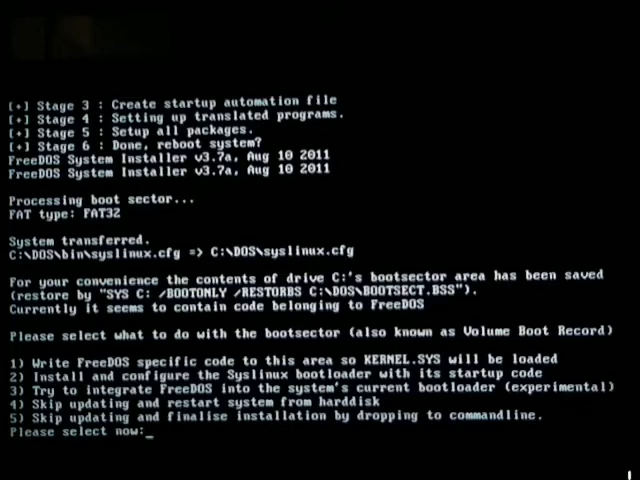 [+] Stage 3 : Create startup automation file
[+] Stage 4 : Setting up translated programs.
[+] Stage 5 : Setup all packages.
[+] Stage 6 : Done, reboot system?
FreeDOS System Installer v3.7a, Aug 10 2011
FreeDOS System Installer v3.7a, Aug 10 2011
Processing boot sector...
FAT type: FAT32
System transferred.
C:\DOS\bin\syslinux.cfg => C:\DOS\syslinux.cfg
For your convenience the contents of drive C:'s bootsector area has been saved
(restore by "SYS C: /BOOTONLY /RESTORBS C:\DOS\BOOTSECT.BSS").
Currently it seems to contain code belonging to FreeDOS
Please select what to do with the bootsector (also known as Volume Boot Record)
1) Write FreeDOS specific code to this area so KERNEL.SYS will be loaded
2) Install and configure the Syslinux bootloader with its startup code
3) Try to integrate FreeDOS into the system's current bootloader (experimental)
4) Skip updating and restart system from harddisk
5) Skip updating and finalise installation by dropping to commandline.
Please select now:_